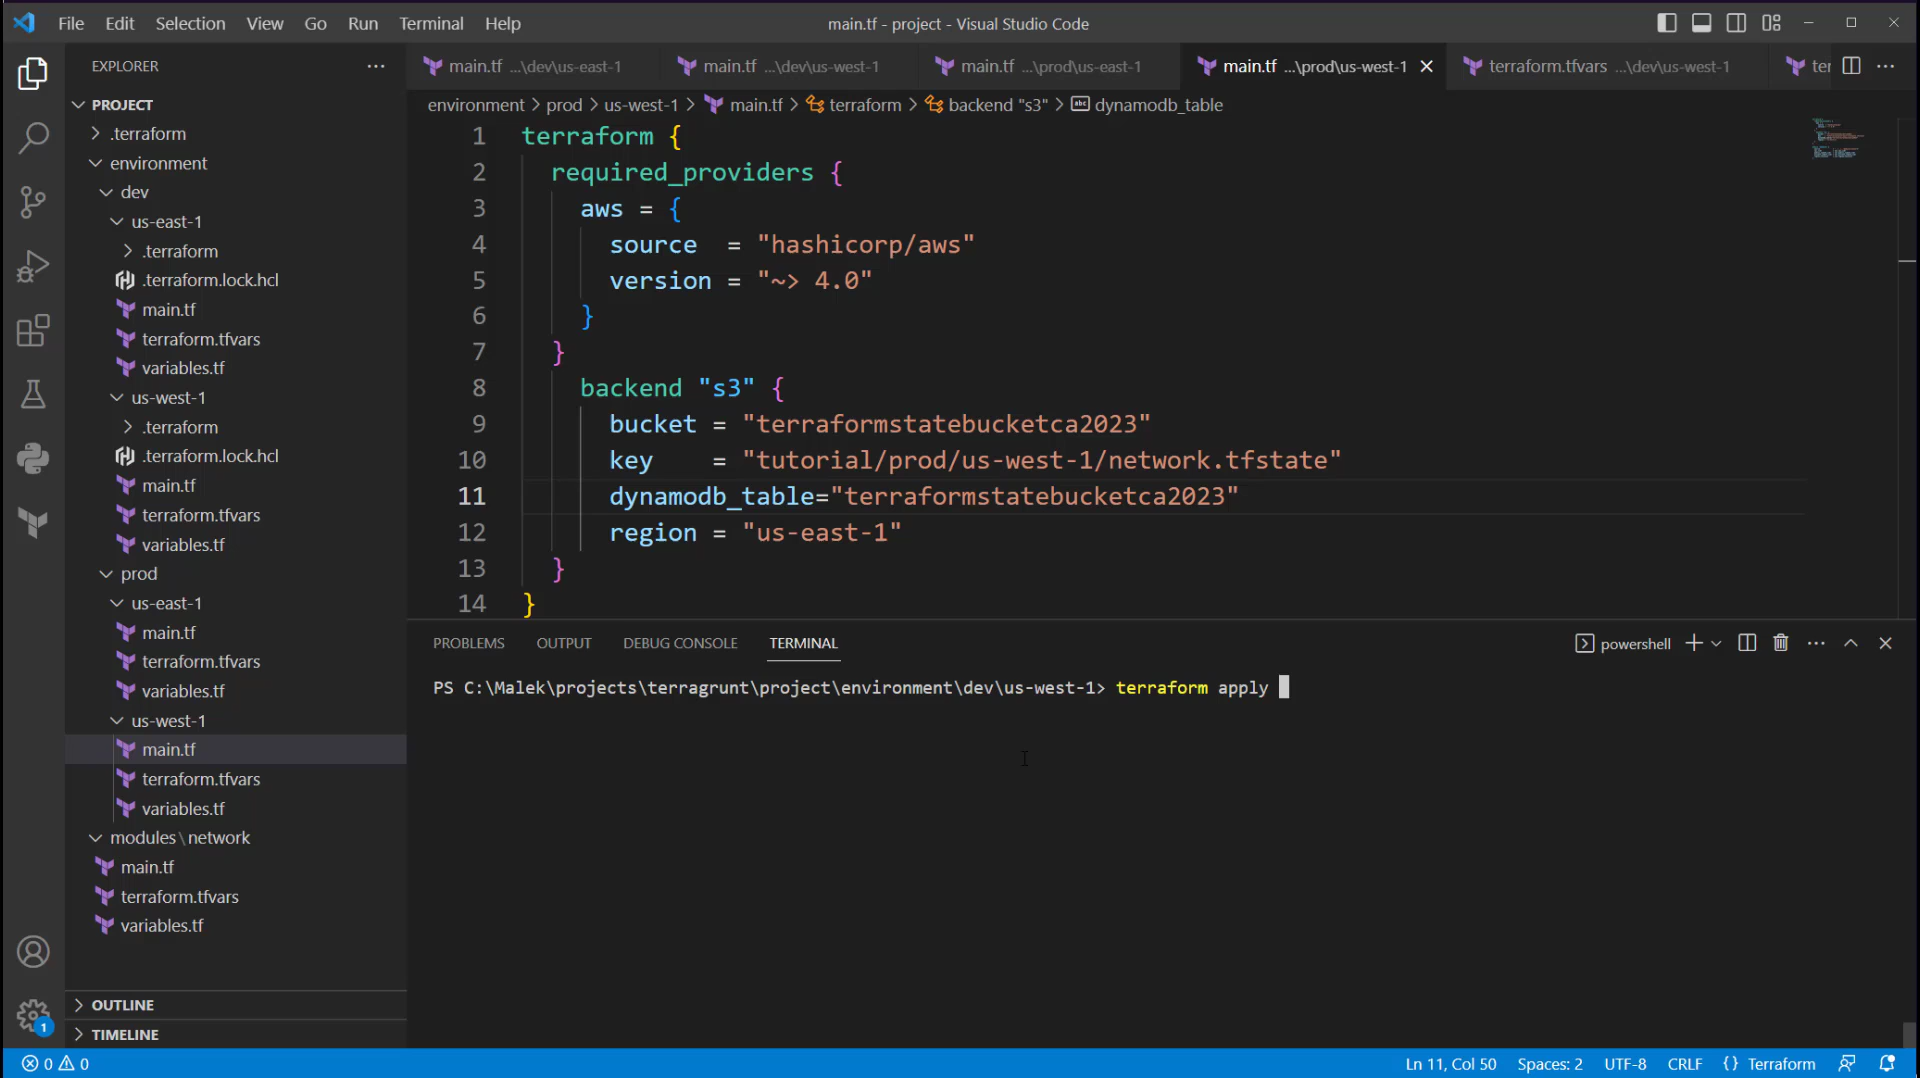 File Edit Selection View Go Run Terminal Help
main.tf - project - Visual Studio Code
EXPLORER
PROJECT
.terraform
environment
dev
us-east-1
.terraform
.terraform.lock.hcl
main.tf
terraform.tfvars
variables.tf
us-west-1
.terraform
.terraform.lock.hcl
main.tf
terraform.tfvars
variables.tf
prod
us-east-1
main.tf
terraform.tfvars
variables.tf
us-west-1
main.tf
terraform.tfvars
variables.tf
modules\network
main.tf
terraform.tfvars
variables.tf
OUTLINE
TIMELINE
main.tf ...\dev\us-east-1 main.tf ...\dev\us-west-1 main.tf ...\prod\us-east-1 main.tf ...\prod\us-west-1 terraform.tfvars ...\dev\us-west-1
environment > prod > us-west-1 > main.tf > terraform > backend "s3" > dynamodb_table
1 terraform {
2 required_providers {
3 aws = {
4 source = "hashicorp/aws"
5 version = "~> 4.0"
6 }
7 }
8 backend "s3" {
9 bucket = "terraformstatebucketca2023"
10 key = "tutorial/prod/us-west-1/network.tfstate"
11 dynamodb_table="terraformstatebucketca2023"
12 region = "us-east-1"
13 }
14 }
PROBLEMS OUTPUT DEBUG CONSOLE TERMINAL
powershell
PS C:\Malek\projects\terragrunt\project\environment\dev\us-west-1> terraform apply
1
0 0
Ln 11, Col 50 Spaces: 2 UTF-8 CRLF {} Terraform